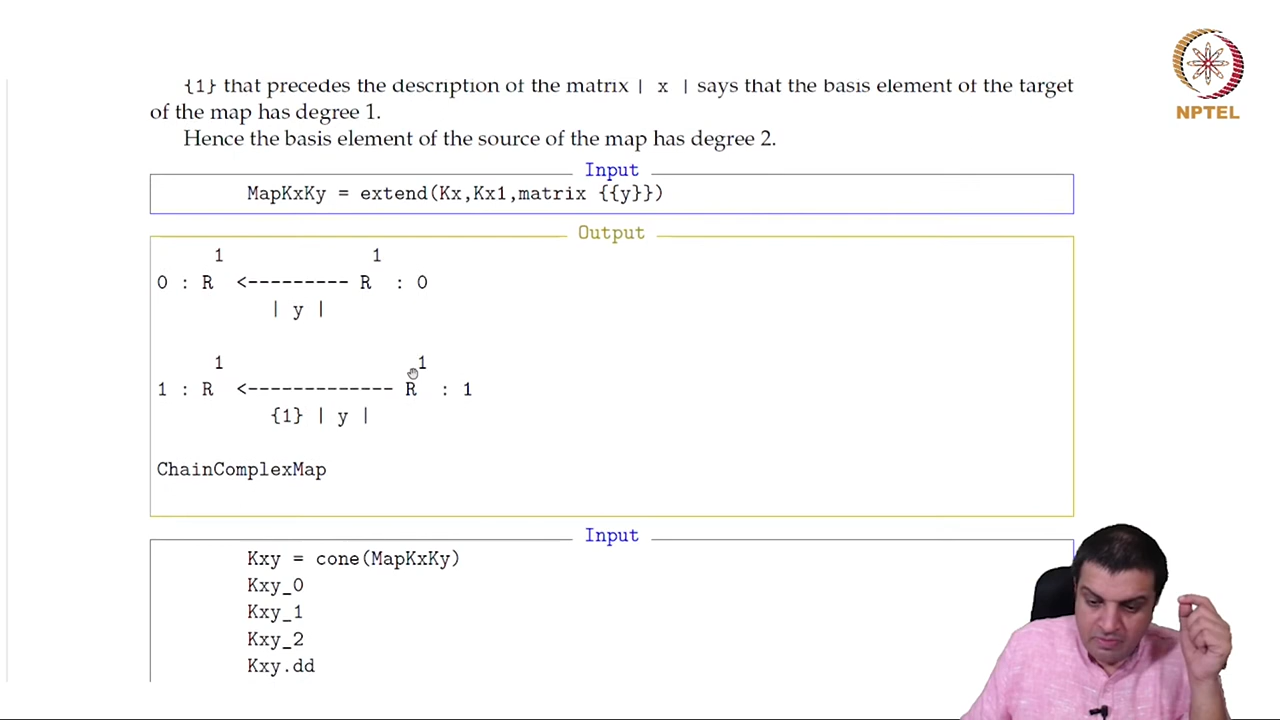 NPTEL
{1} that precedes the description of the matrix | x | says that the basis element of the target
of the map has degree 1.
Hence the basis element of the source of the map has degree 2.
Input
MapKxKy = extend(Kx,Kx1,matrix {{y}})
Output
1 1
0 : R <--------- R : 0
| y |
1 1
1 : R <------------- R : 1
{1} | y |
ChainComplexMap
Input
Kxy = cone(MapKxKy)
Kxy_0
Kxy_1
Kxy_2
Kxy.dd